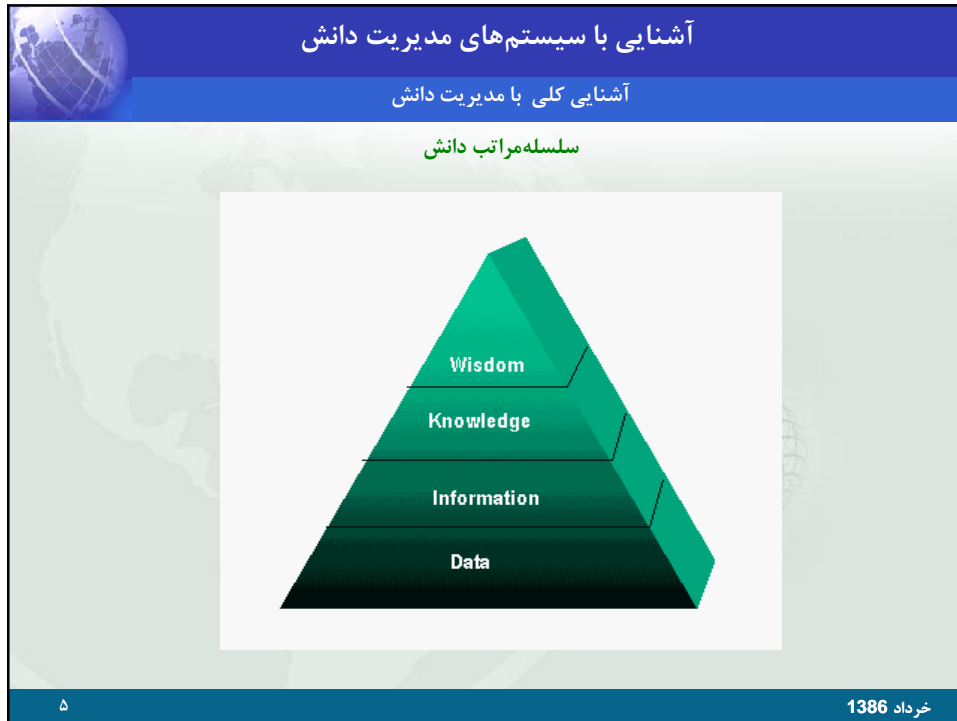 آشنایی با سیستم‌های مدیریت دانش
آشنایی کلی با مدیریت دانش
سلسله‌مراتب دانش
Wisdom
Knowledge
Information
Data
خرداد 1386
۵